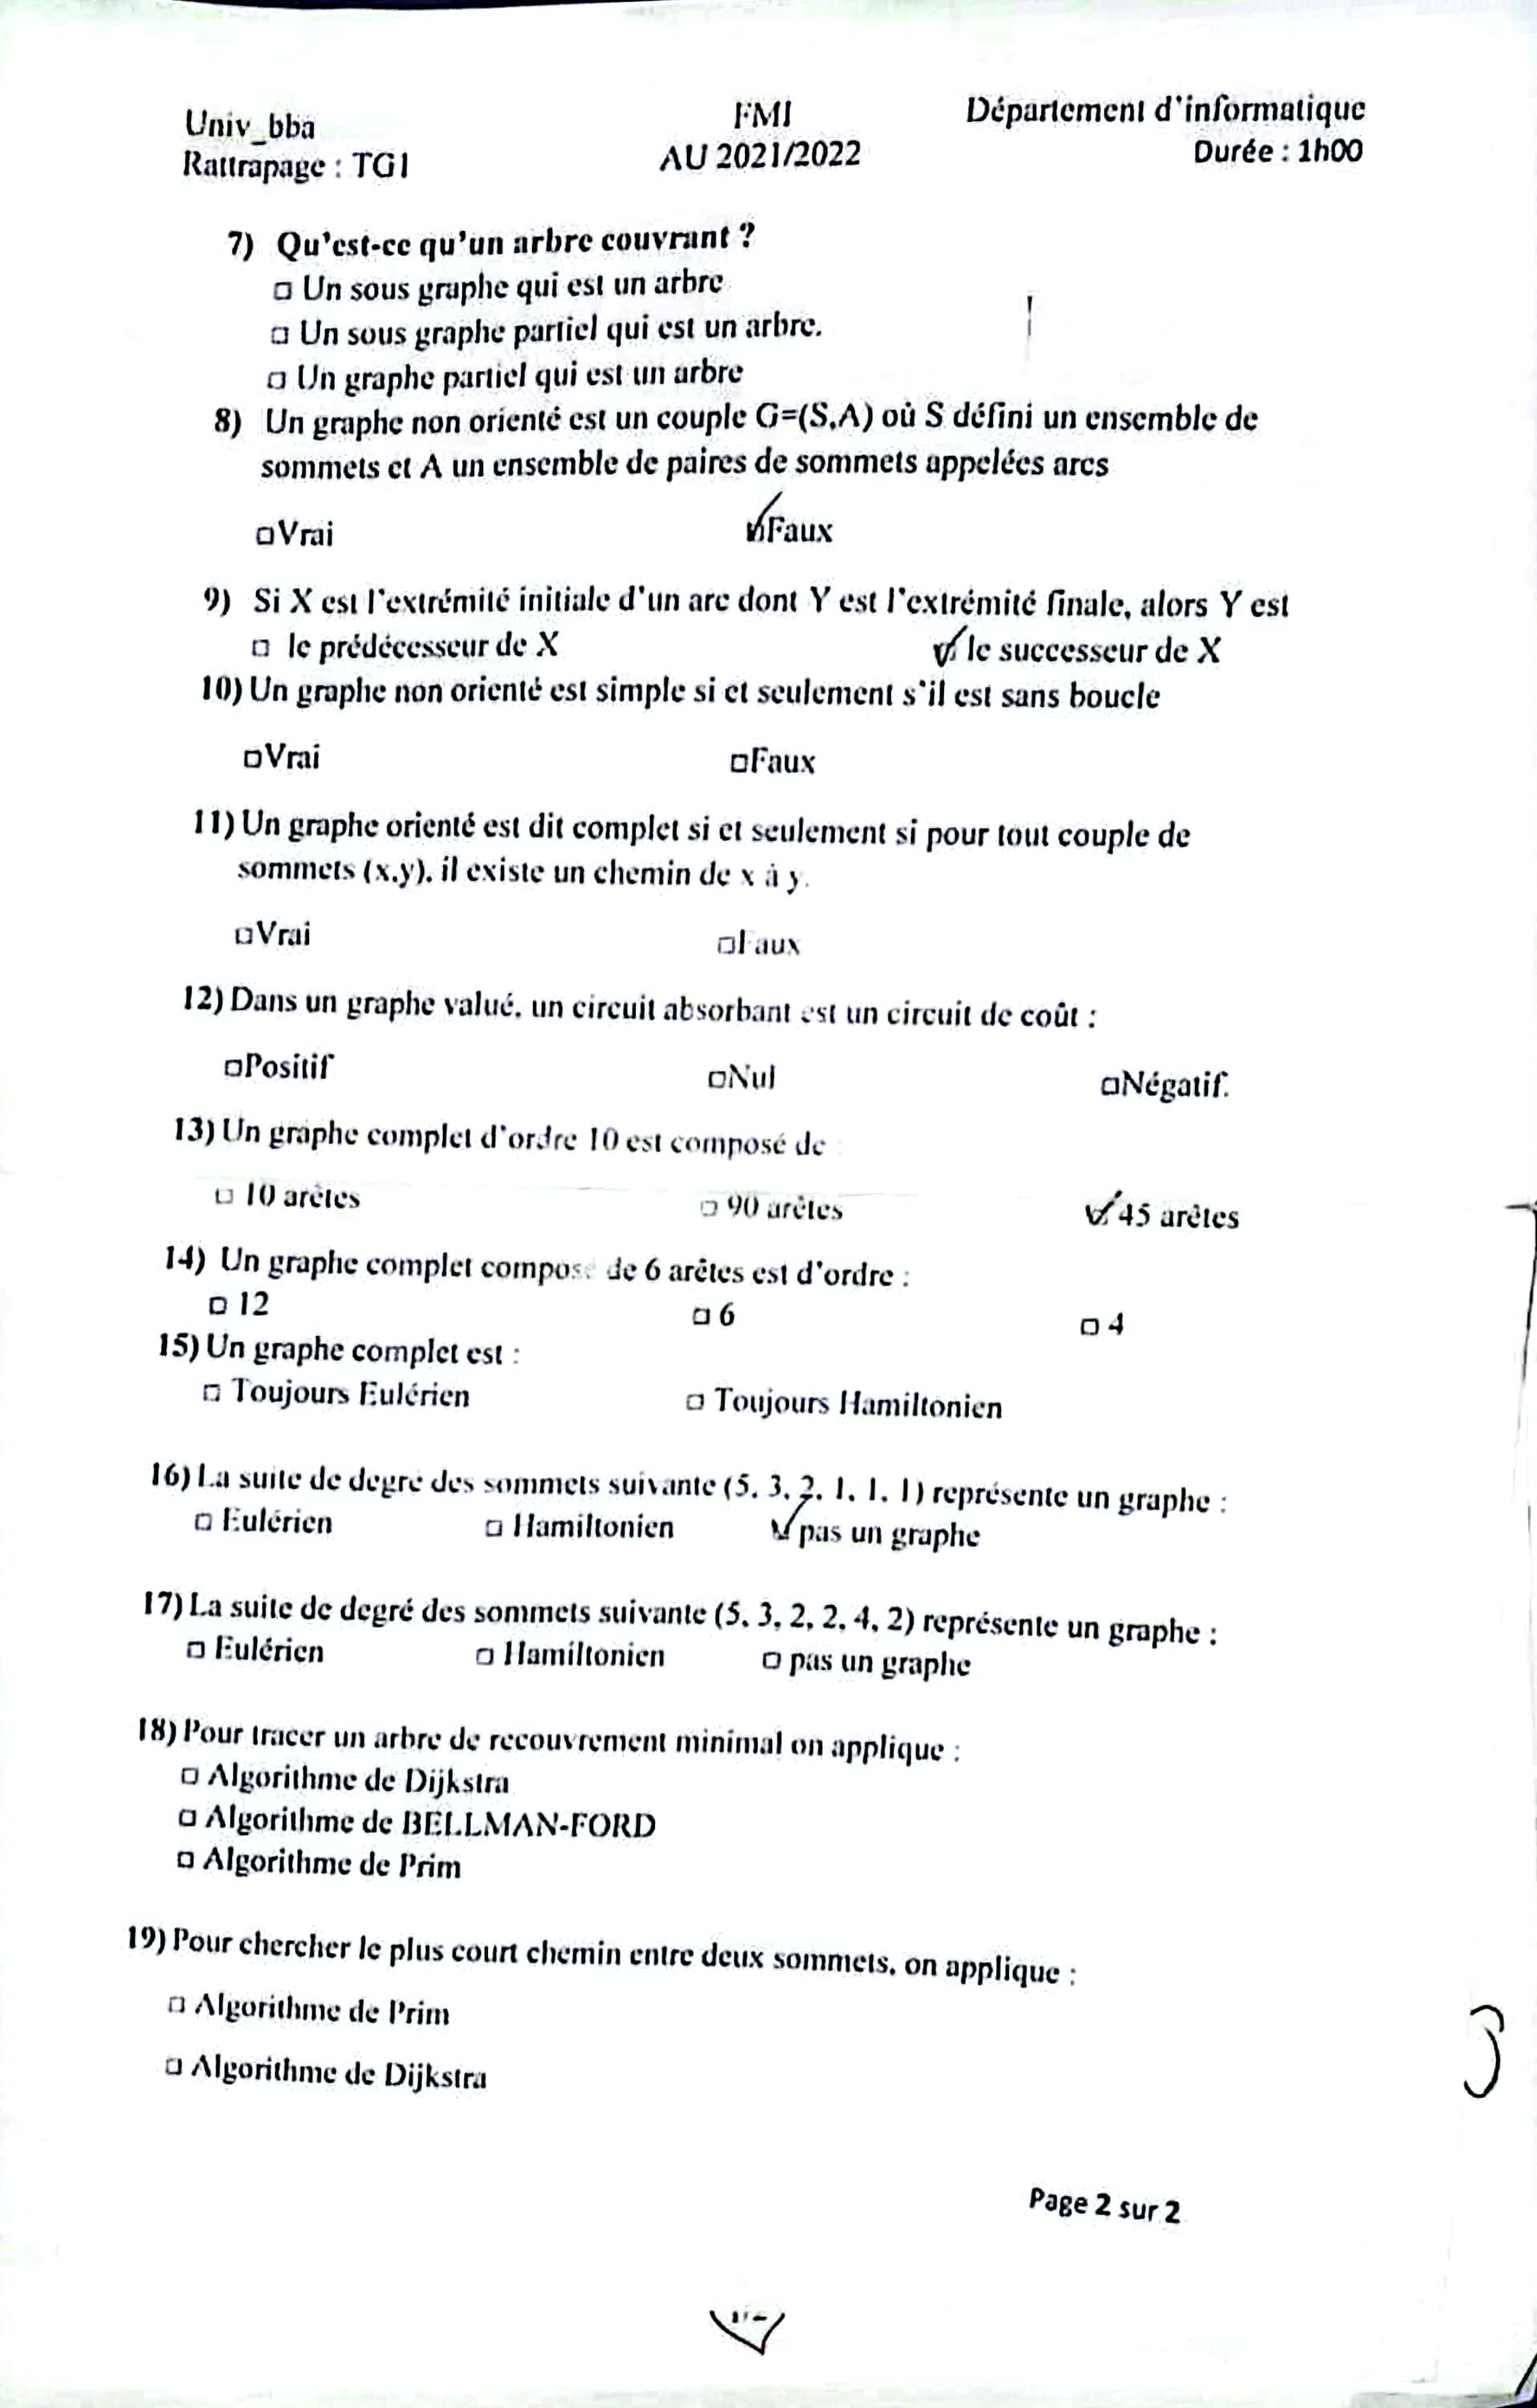 Univ_bba FMI Département d'informatique
Rattrapage : TG1 AU 2021/2022 Durée : 1h00
7) Qu'est-ce qu'un arbre couvrant ?
□ Un sous graphe qui est un arbre
□ Un sous graphe partiel qui est un arbre.
□ Un graphe partiel qui est un arbre
8) Un graphe non orienté est un couple G=(S,A) où S défini un ensemble de
sommets et A un ensemble de paires de sommets appelées arcs
□Vrai ✓Faux
9) Si X est l'extrémité initiale d'un arc dont Y est l'extrémité finale, alors Y est
□ le prédécesseur de X ✓ le successeur de X
10) Un graphe non orienté est simple si et seulement s'il est sans boucle
□Vrai □Faux
11) Un graphe orienté est dit complet si et seulement si pour tout couple de
sommets (x,y), il existe un chemin de x à y.
□Vrai □Faux
12) Dans un graphe valué, un circuit absorbant est un circuit de coût :
□Positif □Nul □Négatif.
13) Un graphe complet d'ordre 10 est composé de
□ 10 arêtes □ 90 arêtes ✓ 45 arêtes
14) Un graphe complet composé de 6 arêtes est d'ordre :
□ 12 □ 6 □ 4
15) Un graphe complet est :
□ Toujours Eulérien □ Toujours Hamiltonien
16) La suite de degré des sommets suivante (5, 3, 2, 1, 1, 1) représente un graphe :
□ Eulérien □ Hamiltonien ✓ pas un graphe
17) La suite de degré des sommets suivante (5, 3, 2, 2, 4, 2) représente un graphe :
□ Eulérien □ Hamiltonien □ pas un graphe
18) Pour tracer un arbre de recouvrement minimal on applique :
□ Algorithme de Dijkstra
□ Algorithme de BELLMAN-FORD
□ Algorithme de Prim
19) Pour chercher le plus court chemin entre deux sommets, on applique :
□ Algorithme de Prim
□ Algorithme de Dijkstra
Page 2 sur 2